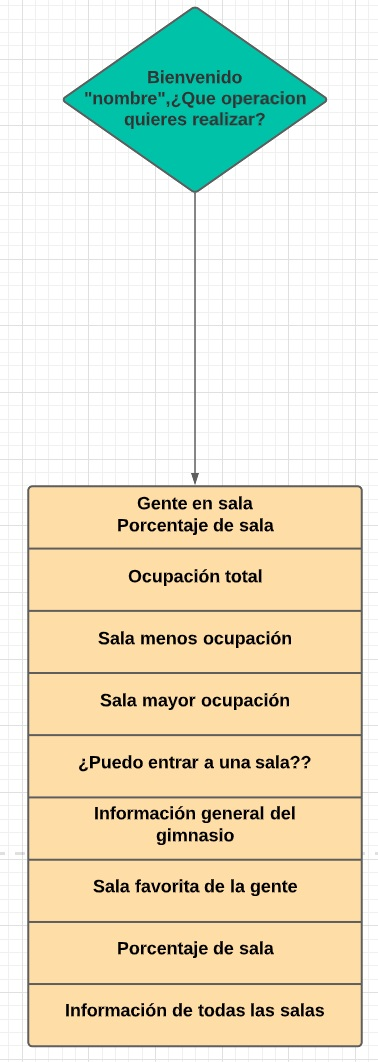 Bienvenido
"nombre",¿Que operacion
quieres realizar?
Gente en sala
Porcentaje de sala
Ocupación total
Sala menos ocupación
Sala mayor ocupación
¿Puedo entrar a una sala??
Información general del
gimnasio
Sala favorita de la gente
Porcentaje de sala
Información de todas las salas